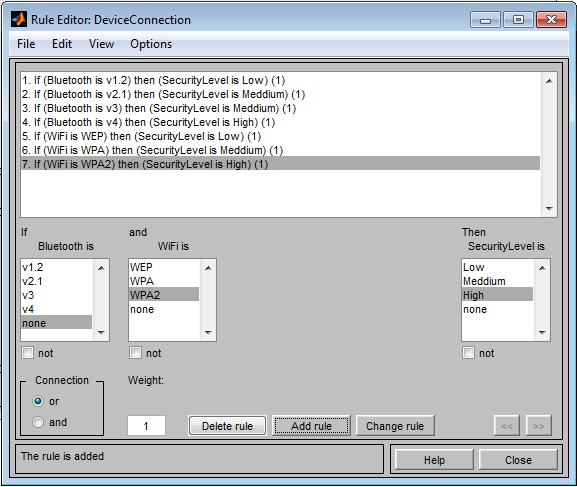 Rule Editor: DeviceConnection
File Edit View Options
1. If (Bluetooth is v1.2) then (SecurityLevel is Low) (1)
2. If (Bluetooth is v2.1) then (SecurityLevel is Meddium) (1)
3. If (Bluetooth is v3) then (SecurityLevel is Meddium) (1)
4. If (Bluetooth is v4) then (SecurityLevel is High) (1)
5. If (WiFi is WEP) then (SecurityLevel is Low) (1)
6. If (WiFi is WPA) then (SecurityLevel is Meddium) (1)
7. If (WiFi is WPA2) then (SecurityLevel is High) (1)
If
Bluetooth is
v1.2
v2.1
v3
v4
none
not
and
WiFi is
WEP
WPA
WPA2
none
not
Then
SecurityLevel is
Low
Meddium
High
none
not
Connection
or
and
Weight:
1
Delete rule Add rule Change rule << >>
The rule is added
Help Close